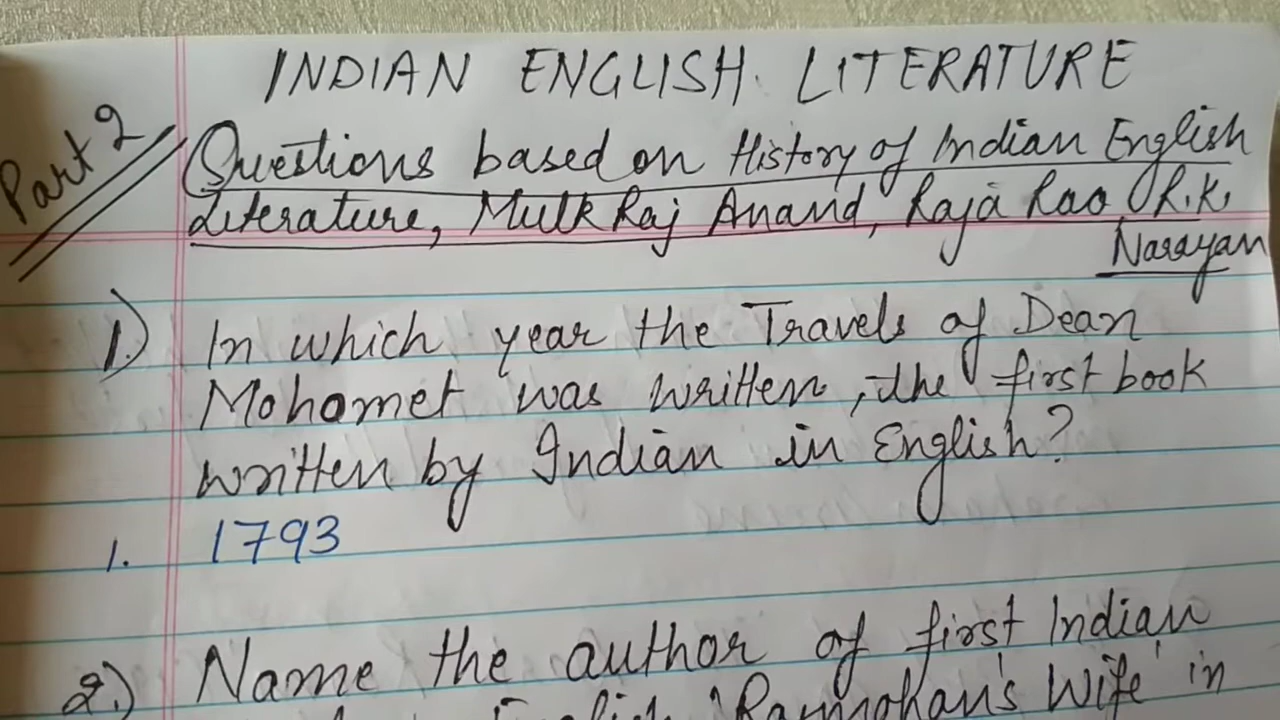 INDIAN ENGLISH LITERATURE
Part 2
Questions based on History of Indian English
Literature, Mulk Raj Anand, Raja Rao & R.K.
Narayan
1.) In which year the Travels of Dean
Mohamet was written, the first book
written by Indian in English?
1. 1793
2.) Name the author of first Indian
English 'Raymohan's Wife' in